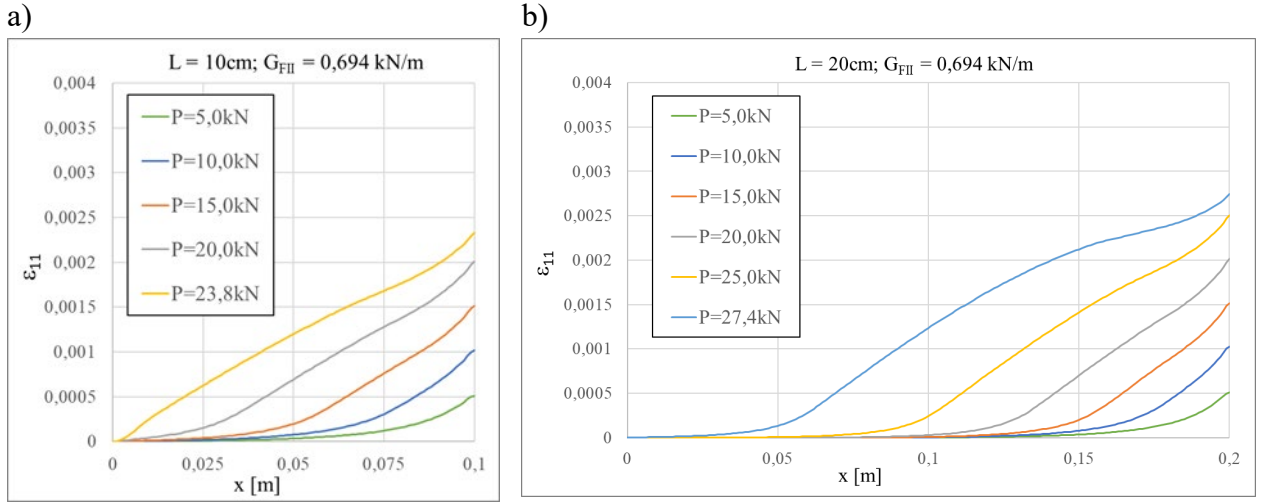 a)
L = 10cm; GFII = 0,694 kN/m
0,004
0,0035
0,003
0,0025
0,002
0,0015
0,001
0,0005
0
ε11
P=5,0kN
P=10,0kN
P=15,0kN
P=20,0kN
P=23,8kN
0 0,025 0,05 0,075 0,1
x [m]
b)
L = 20cm; GFII = 0,694 kN/m
0,004
0,0035
0,003
0,0025
0,002
0,0015
0,001
0,0005
0
ε11
P=5,0kN
P=10,0kN
P=15,0kN
P=20,0kN
P=25,0kN
P=27,4kN
0 0,05 0,1 0,15 0,2
x [m]